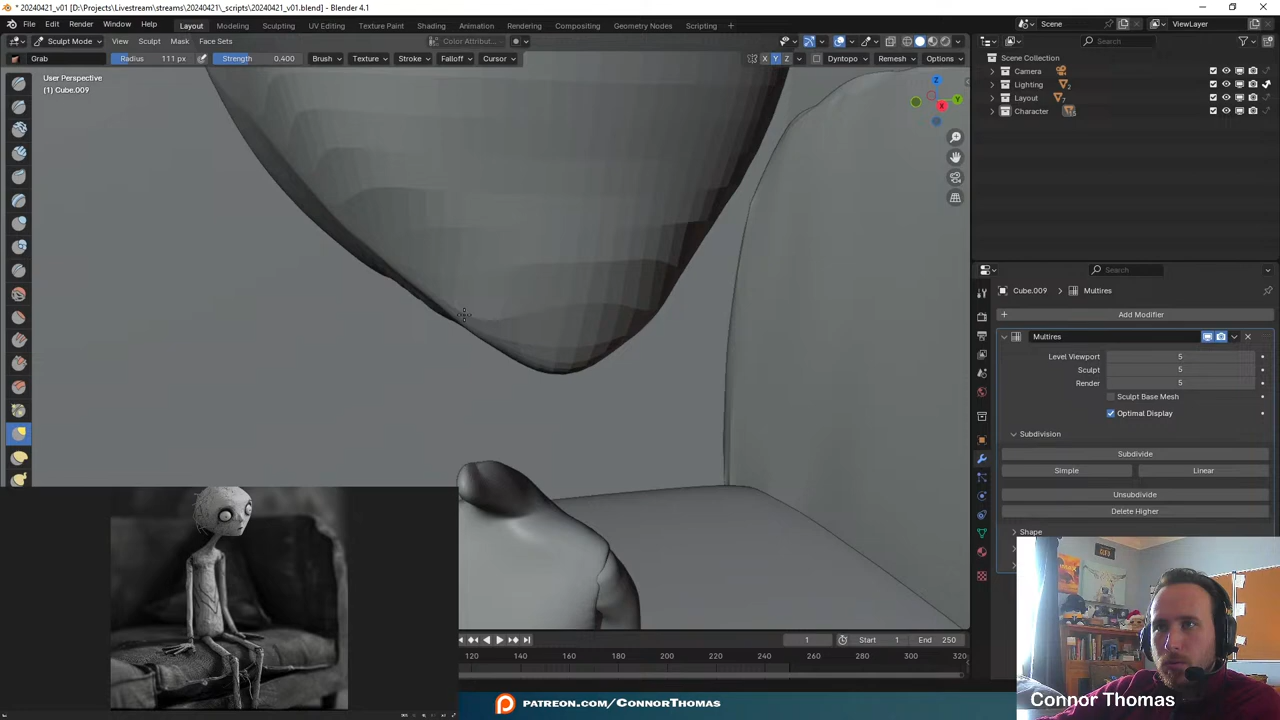 * 20240421_v01 [D:\Projects\Livestream\streams\20240421\_scripts\20240421_v01.blend] - Blender 4.1
File Edit Render Window Help Layout Modeling Sculpting UV Editing Texture Paint Shading Animation Rendering Compositing Geometry Nodes Scripting + Scene ViewLayer
Sculpt Mode View Sculpt Mask Face Sets Color Attribut... Search
Grab Radius 111 px Strength 0.400 Brush Texture Stroke Falloff Cursor X Y Z Dyntopo Remesh Options
User Perspective
(1) Cube.009
Z
Y
X
Scene Collection
Camera
Lighting 2
Layout
Character
Search
Cube.009 Multires
Add Modifier
Multires
Level Viewport 5
Sculpt 5
Render 5
Sculpt Base Mesh
Optimal Display
Subdivision
Subdivide
Simple Linear
Unsubdivide
Delete Higher
Shape
1 Start 1 End 250
120 140 160 180 200 220 240 260 280 300 320
PATREON.COM/CONNORTHOMAS
Connor Thomas